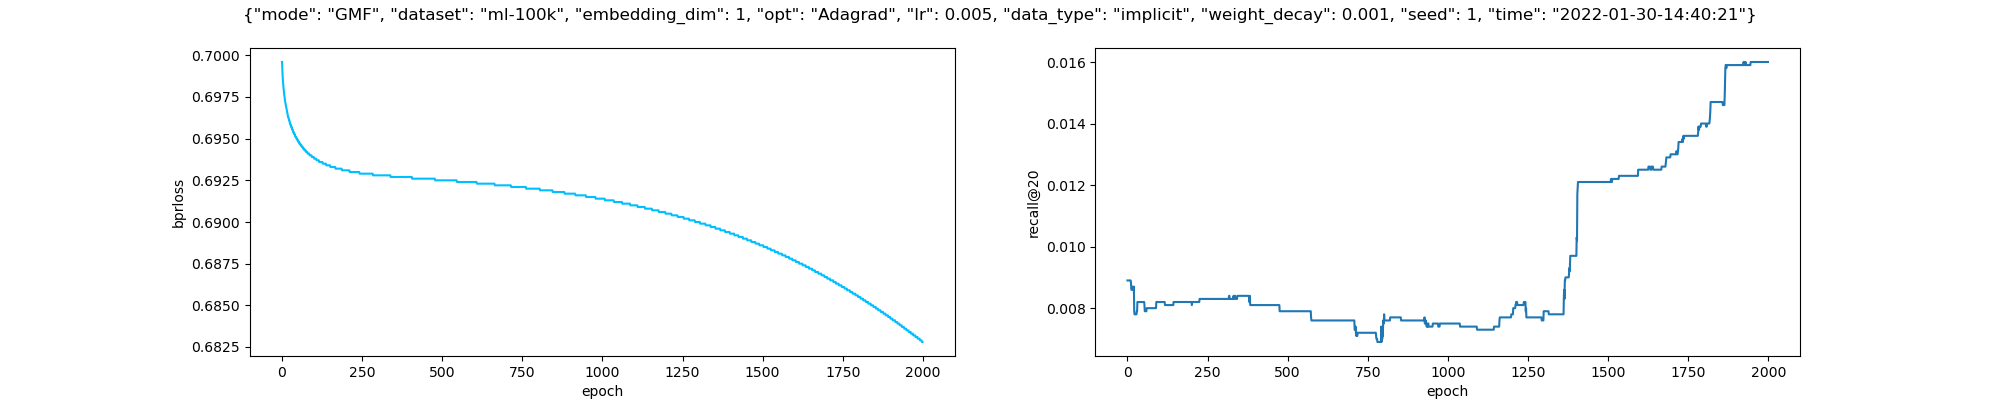 {"mode": "GMF", "dataset": "ml-100k", "embedding_dim": 1, "opt": "Adagrad", "lr": 0.005, "data_type": "implicit", "weight_decay": 0.001, "seed": 1, "time": "2022-01-30-14:40:21"}
0.7000
0.6975
0.6950
0.6925
0.6900
0.6875
0.6850
0.6825
bprloss
0 250 500 750 1000 1250 1500 1750 2000
epoch
0.016
0.014
0.012
0.010
0.008
recall@20
0 250 500 750 1000 1250 1500 1750 2000
epoch